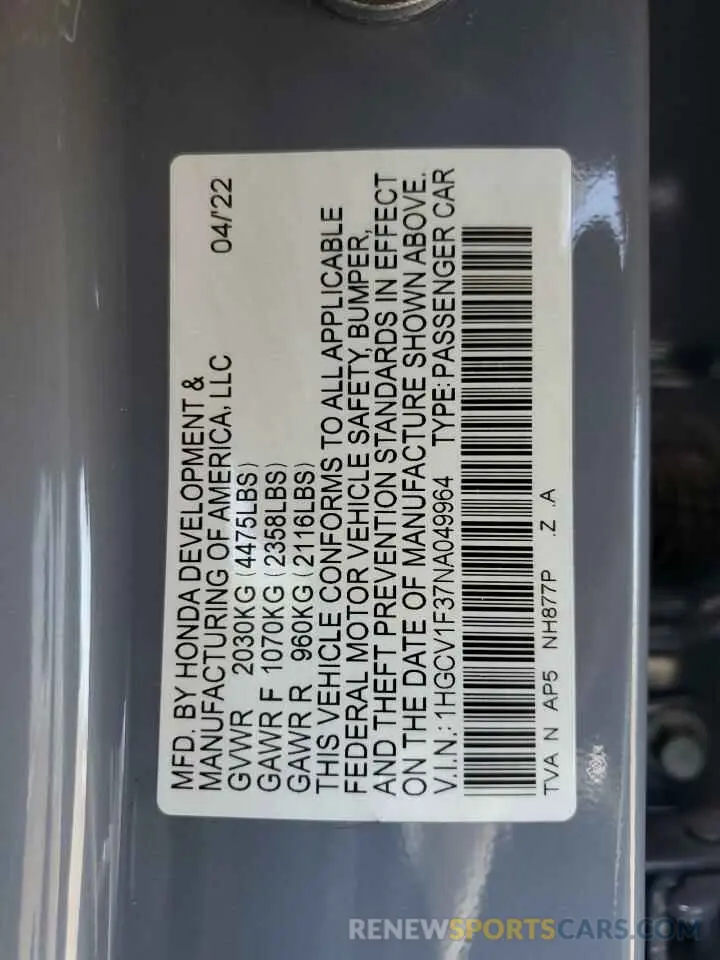 MFD. BY HONDA DEVELOPMENT &
MANUFACTURING OF AMERICA, LLC 04/'22
GVWR 2030KG (4475LBS)
GAWR F 1070KG (2358LBS)
GAWR R 960KG (2116LBS)
THIS VEHICLE CONFORMS TO ALL APPLICABLE
FEDERAL MOTOR VEHICLE SAFETY, BUMPER,
AND THEFT PREVENTION STANDARDS IN EFFECT
ON THE DATE OF MANUFACTURE SHOWN ABOVE.
V.I.N.: 1HGCV1F37NA049964 TYPE: PASSENGER CAR
TVA N AP5 NH877P .Z .A
RENEWSPORTSCARS.COM